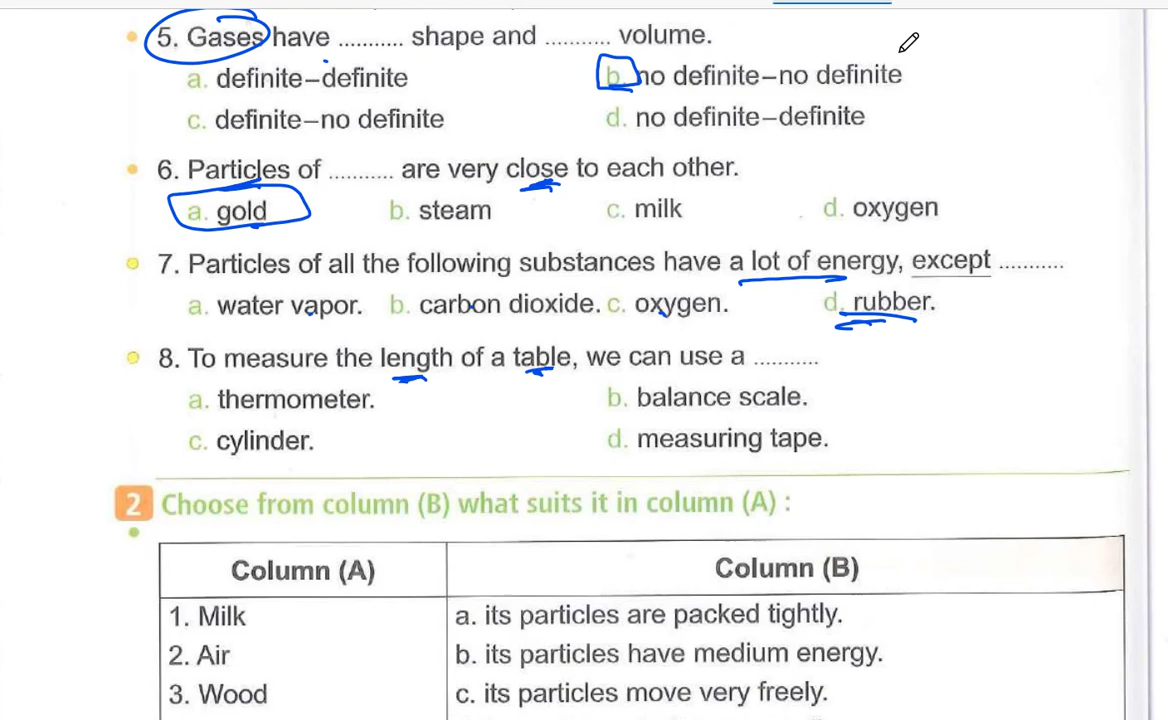 5. Gases have ........... shape and ........... volume.
a. definite–definite b. no definite–no definite
c. definite–no definite d. no definite–definite
6. Particles of ........... are very close to each other.
a. gold b. steam c. milk d. oxygen
7. Particles of all the following substances have a lot of energy, except ...........
a. water vapor. b. carbon dioxide. c. oxygen. d. rubber.
8. To measure the length of a table, we can use a ...........
a. thermometer. b. balance scale.
c. cylinder. d. measuring tape.
2 Choose from column (B) what suits it in column (A) :
Column (A) Column (B)
1. Milk a. its particles are packed tightly.
2. Air b. its particles have medium energy.
3. Wood c. its particles move very freely.